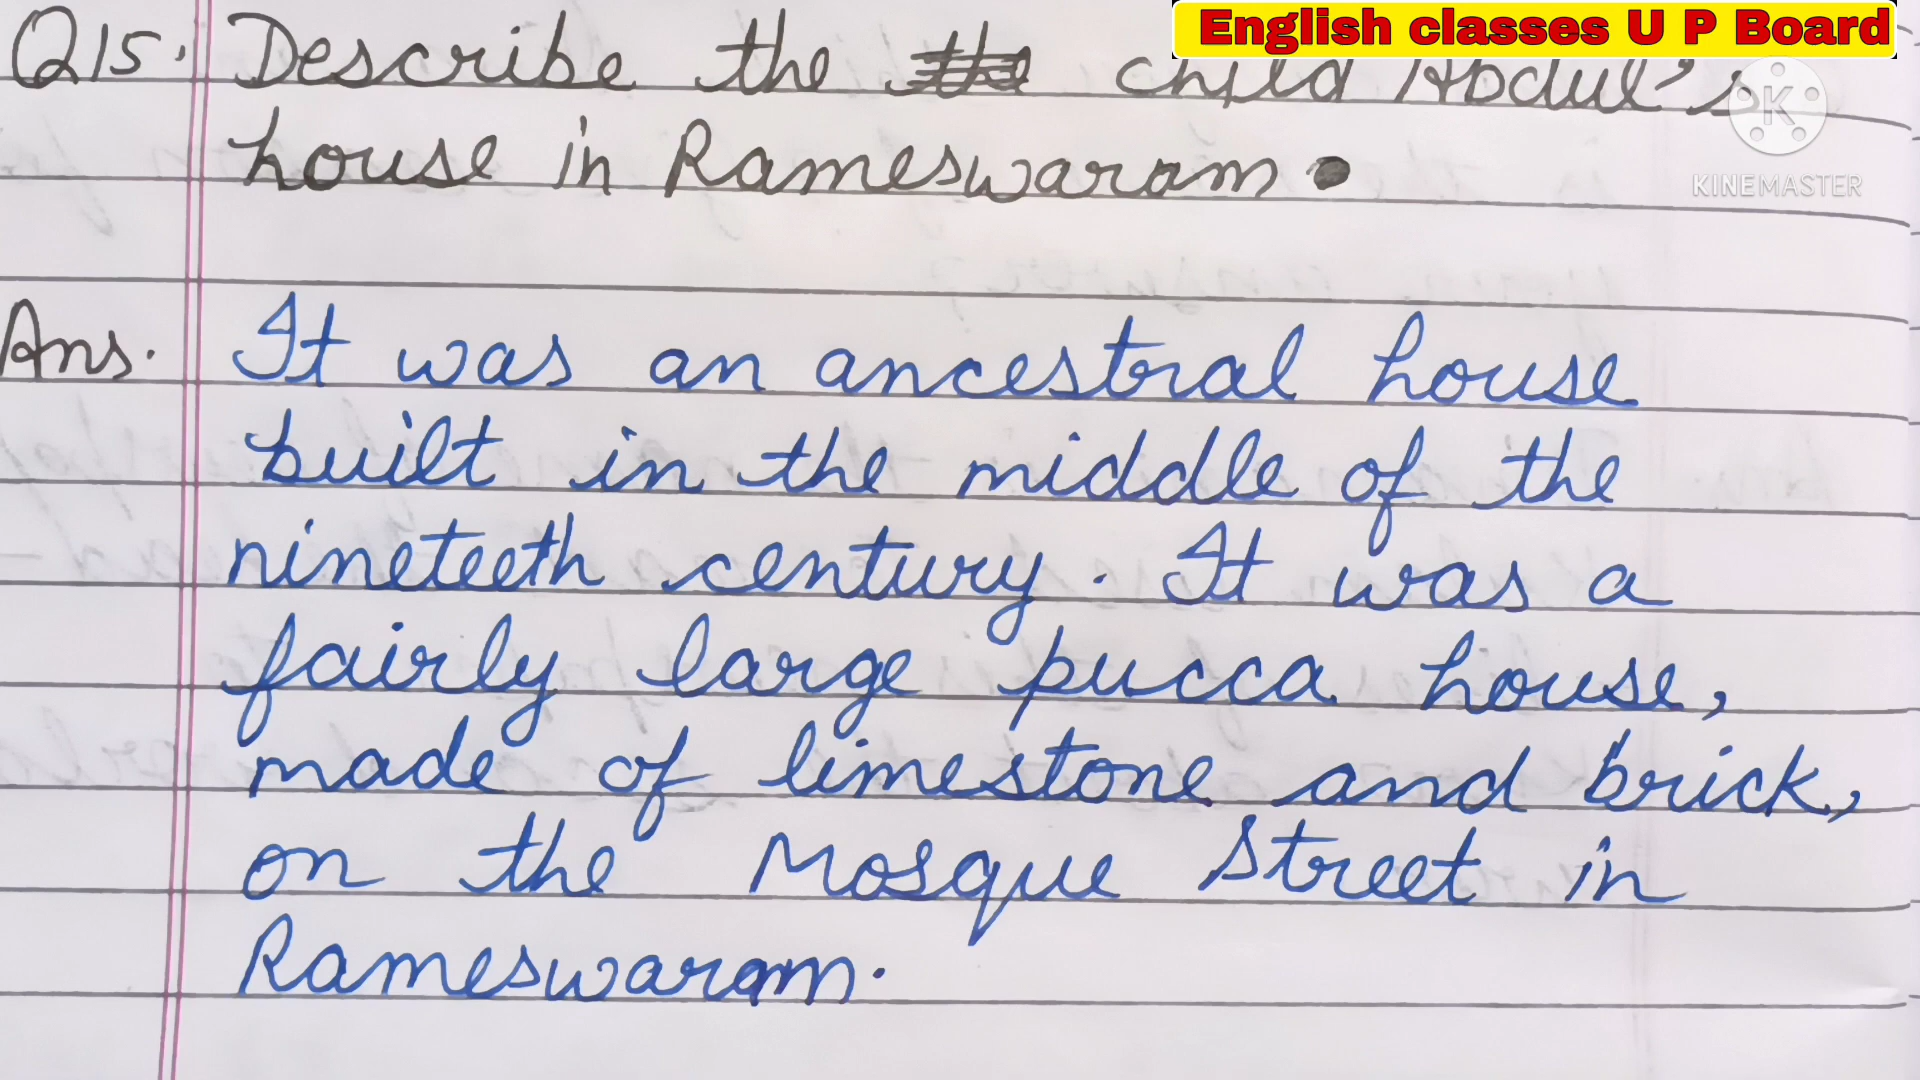 English classes U P Board
Q15. Describe the the child Abdul's
house in Rameswaram.
KINEMASTER
Ans. It was an ancestral house
built in the middle of the
nineteeth century. It was a
fairly large pucca house,
made of limestone and brick,
on the Mosque Street in
Rameswaram.